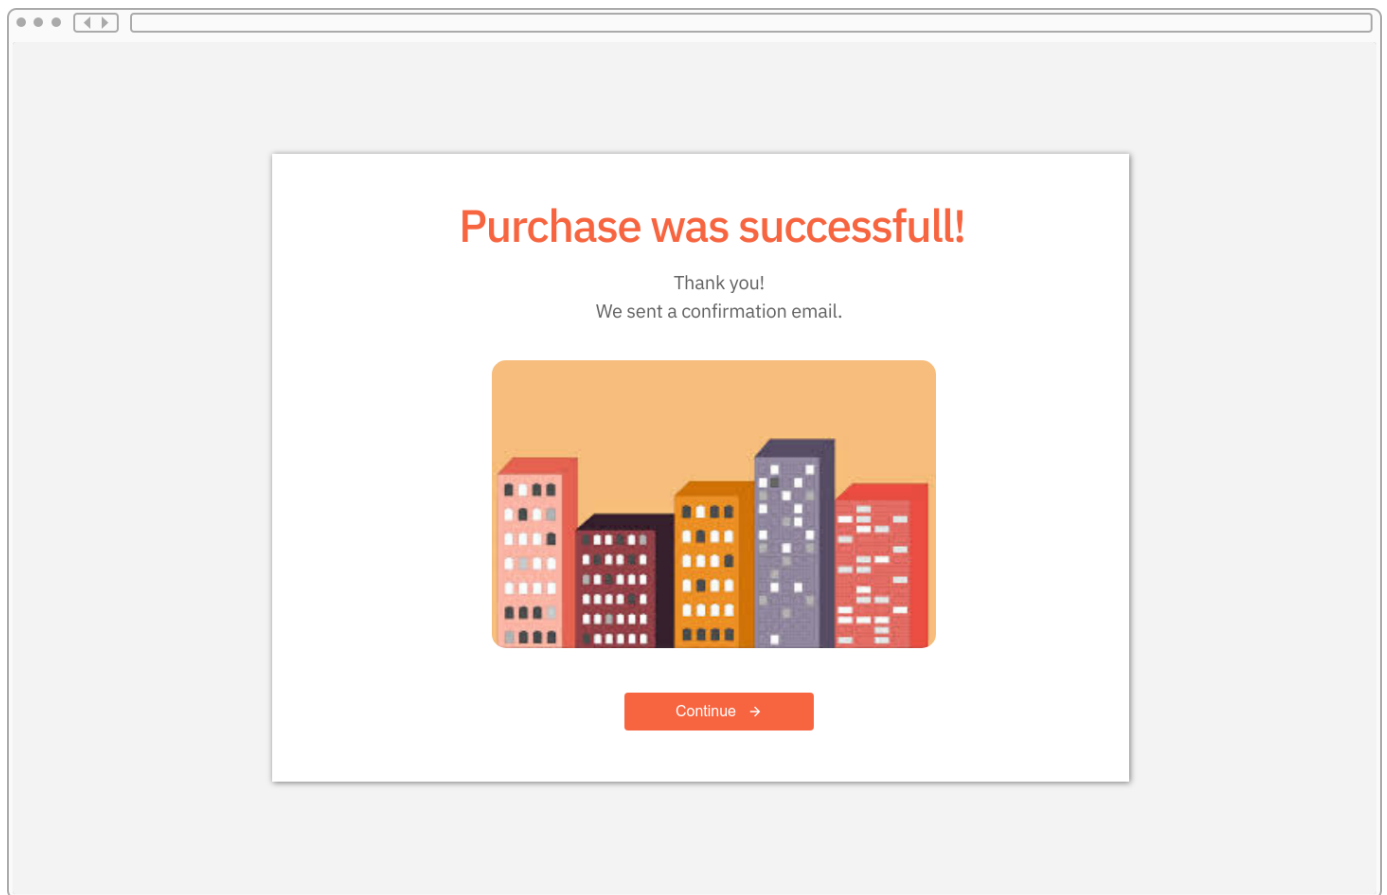 Purchase was successfull!
Thank you!
We sent a confirmation email.
Continue